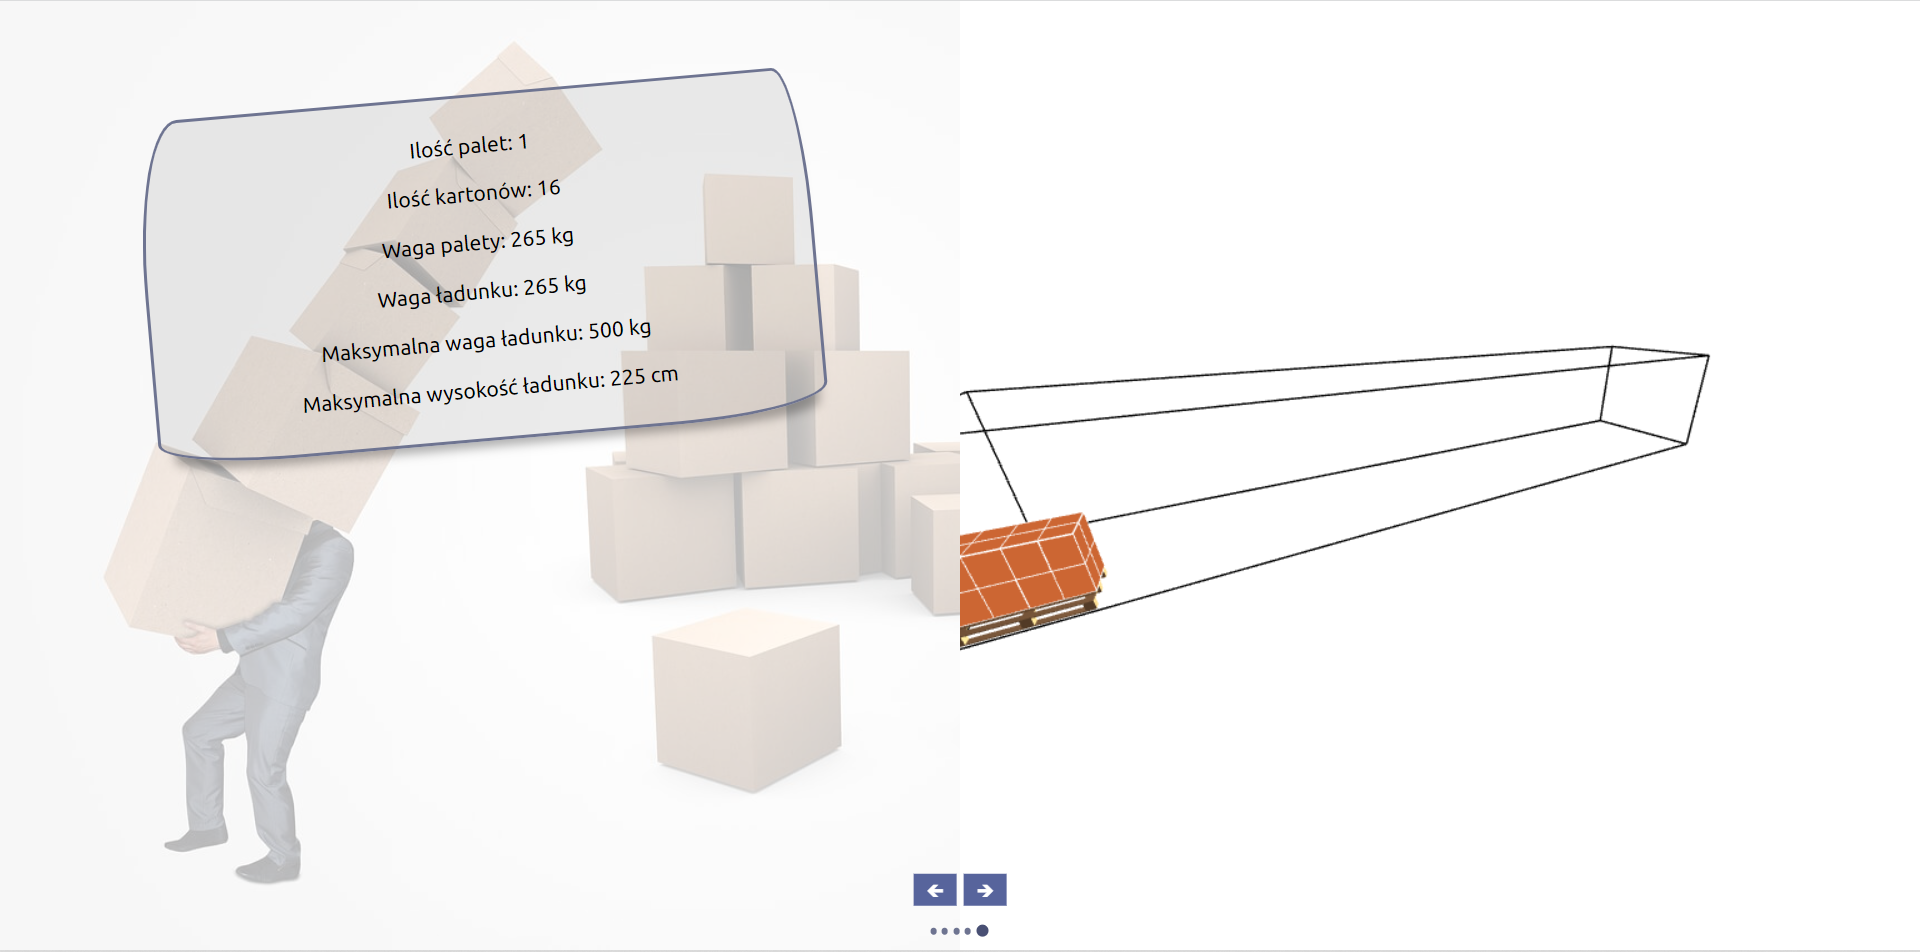 Ilość palet: 1
Ilość kartonów: 16
Waga palety: 265 kg
Waga ładunku: 265 kg
Maksymalna waga ładunku: 500 kg
Maksymalna wysokość ładunku: 225 cm